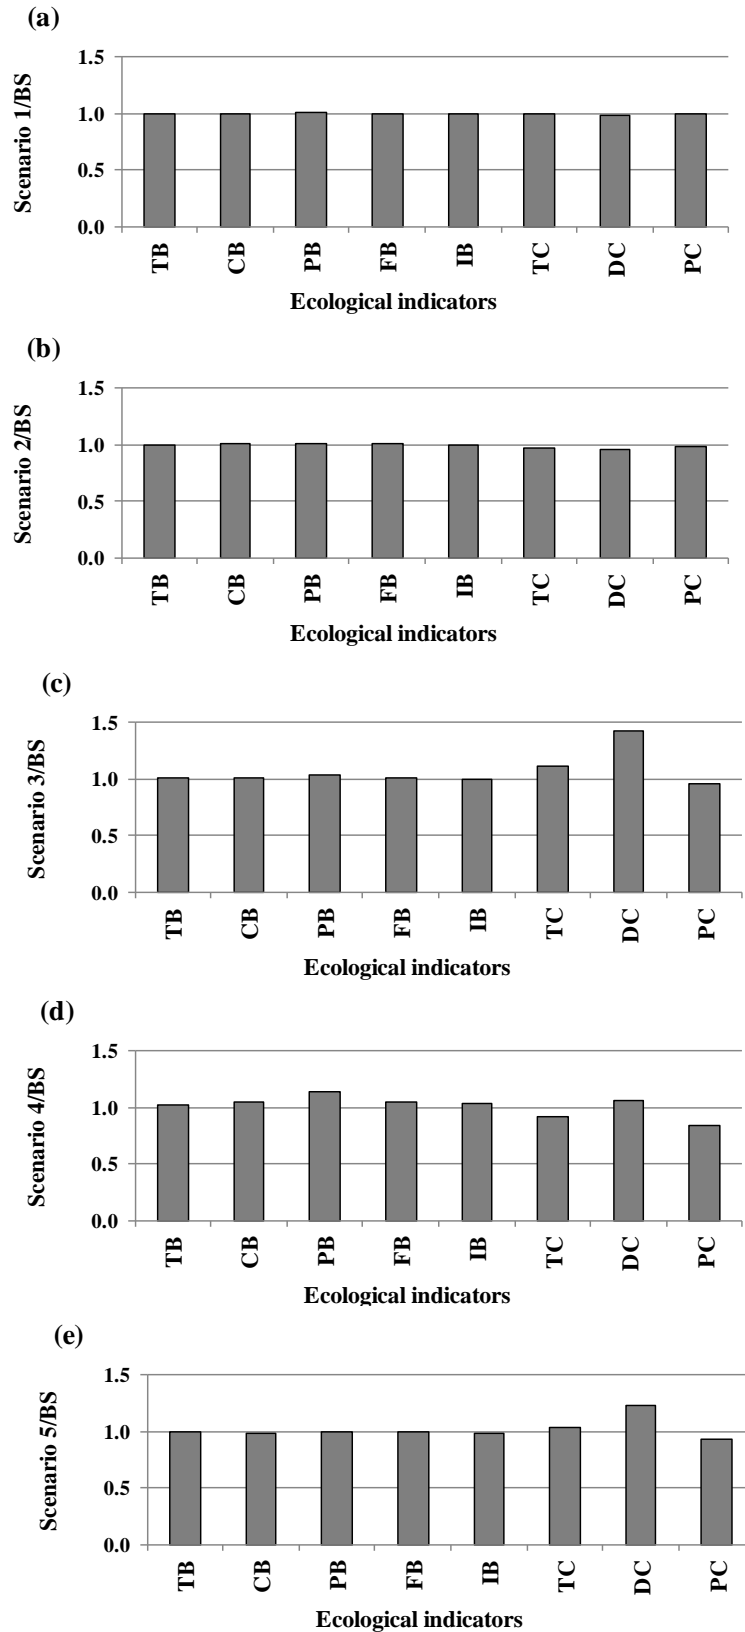 (a)
Scenario 1/BS
1.5
1.0
0.5
0.0
TB CB PB FB IB TC DC PC
Ecological indicators
(b)
Scenario 2/BS
1.5
1.0
0.5
0.0
TB CB PB FB IB TC DC PC
Ecological indicators
(c)
Scenario 3/BS
1.5
1.0
0.5
0.0
TB CB PB FB IB TC DC PC
Ecological indicators
(d)
Scenario 4/BS
1.5
1.0
0.5
0.0
TB CB PB FB IB TC DC PC
Ecological indicators
(e)
Scenario 5/BS
1.5
1.0
0.5
0.0
TB CB PB FB IB TC DC PC
Ecological indicators